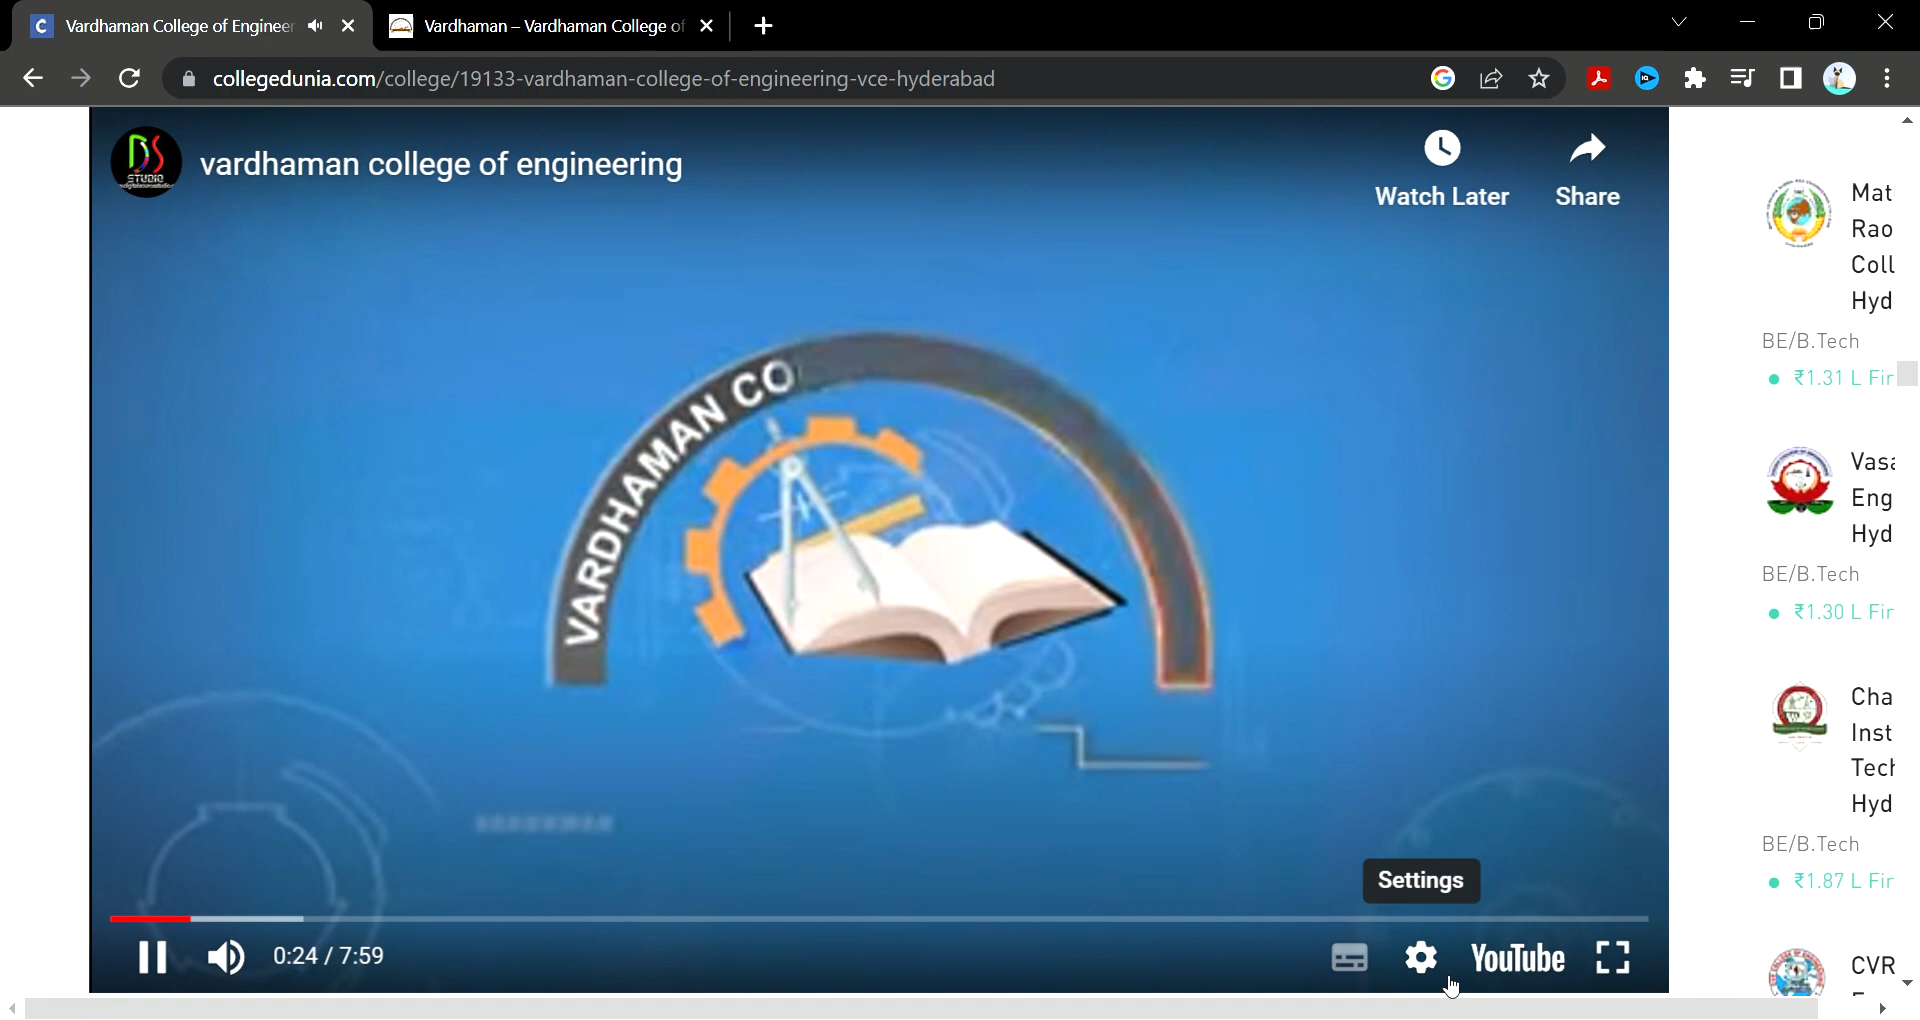 Vardhaman College of Engineer
Vardhaman – Vardhaman College of
collegedunia.com/college/19133-vardhaman-college-of-engineering-vce-hyderabad
DS
STUDIO
vardhaman college of engineering
Watch Later
Share
VARDHAMAN CO
Settings
0:24 / 7:59
YouTube
Mat
Rao
Coll
Hyd
BE/B.Tech
₹1.31 L Fir
Vasa
Eng
Hyd
BE/B.Tech
₹1.30 L Fir
Cha
Inst
Tech
Hyd
BE/B.Tech
₹1.87 L Fir
CVR